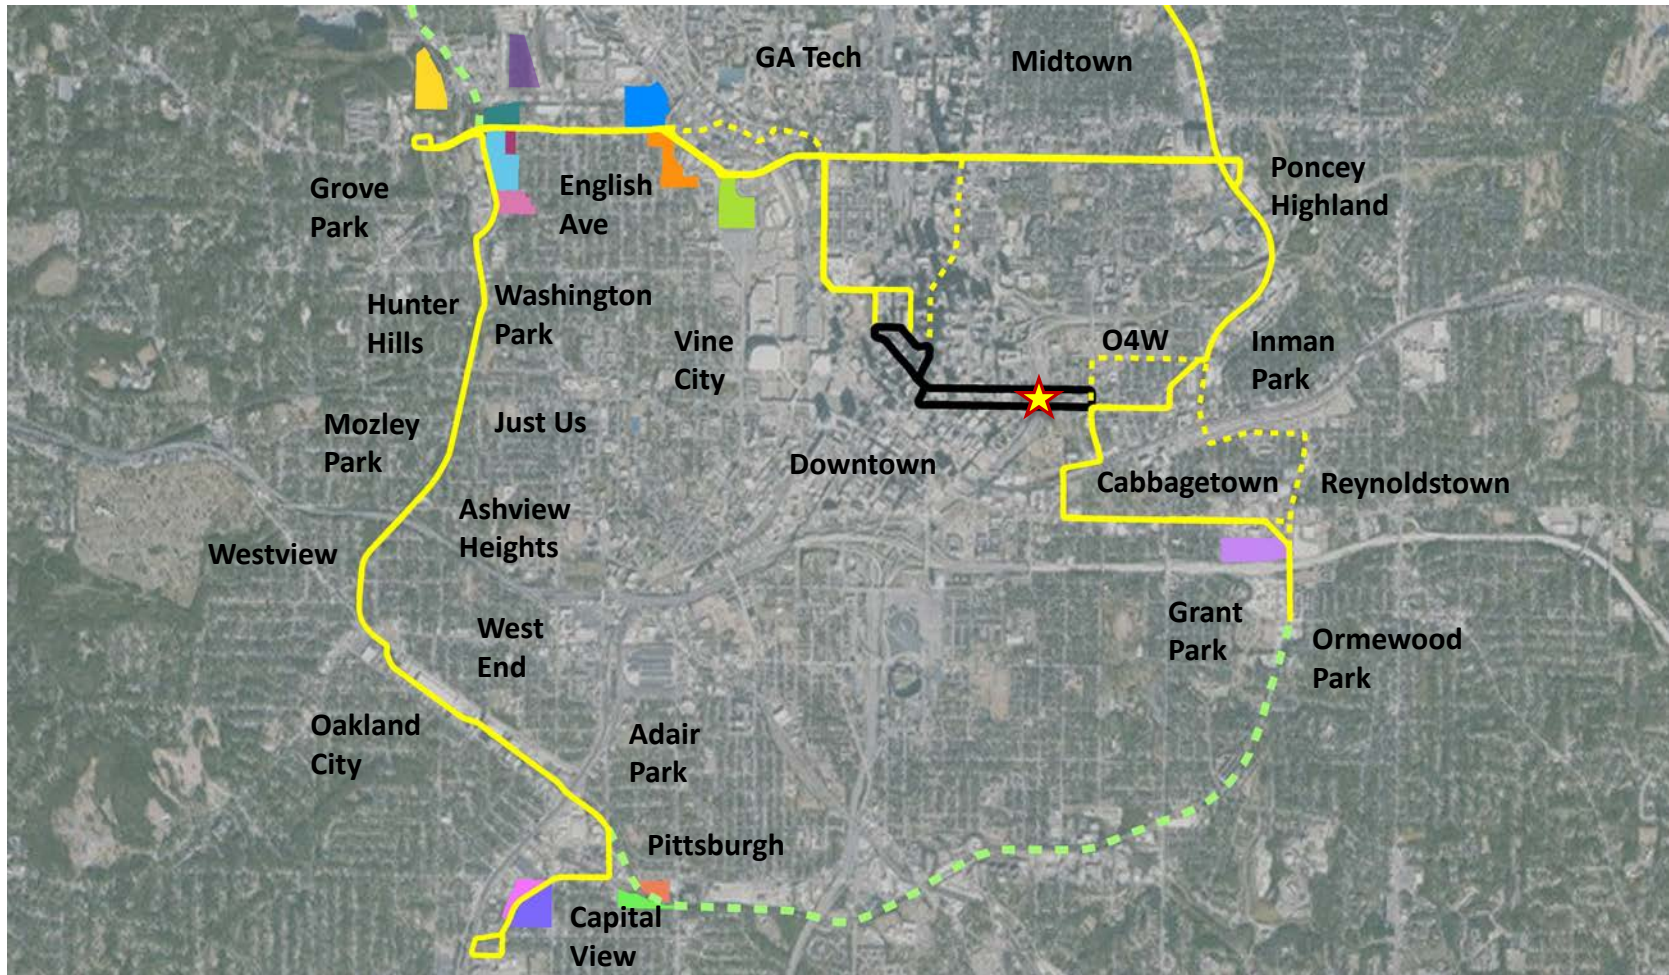 GA Tech
Midtown
Grove
Park
English
Ave
Poncey
Highland
Hunter
Hills
Washington
Park
Vine
City
O4W
Inman
Park
Mozley
Park
Just Us
Downtown
Cabbagetown
Reynoldstown
Ashview
Heights
Westview
West
End
Grant
Park
Ormewood
Park
Oakland
City
Adair
Park
Pittsburgh
Capital
View